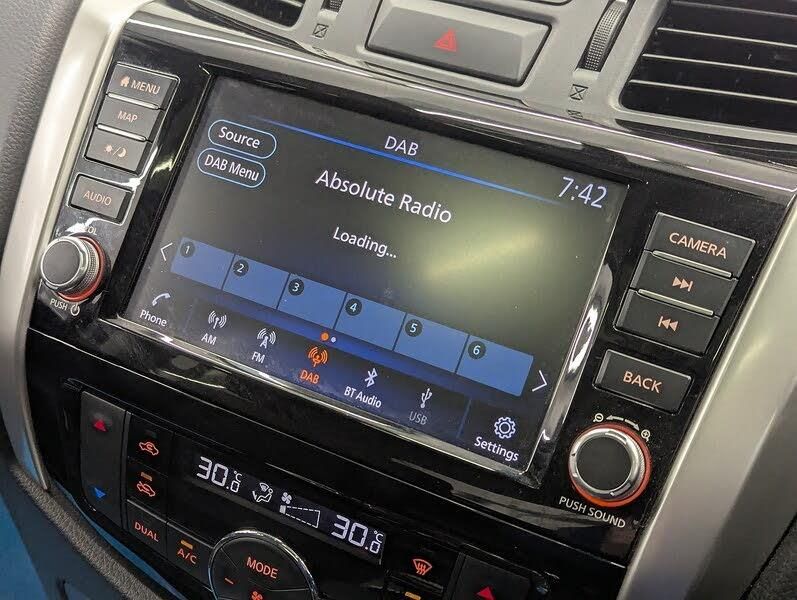 MENU
MAP
AUDIO
VOL
PUSH
Source
DAB Menu
DAB
7:42
Absolute Radio
Loading...
1
2
3
4
5
6
Phone
AM
FM
DAB
BT Audio
USB
Settings
CAMERA
BACK
PUSH SOUND
30.0°C
30.0°C
DUAL
A/C
MODE